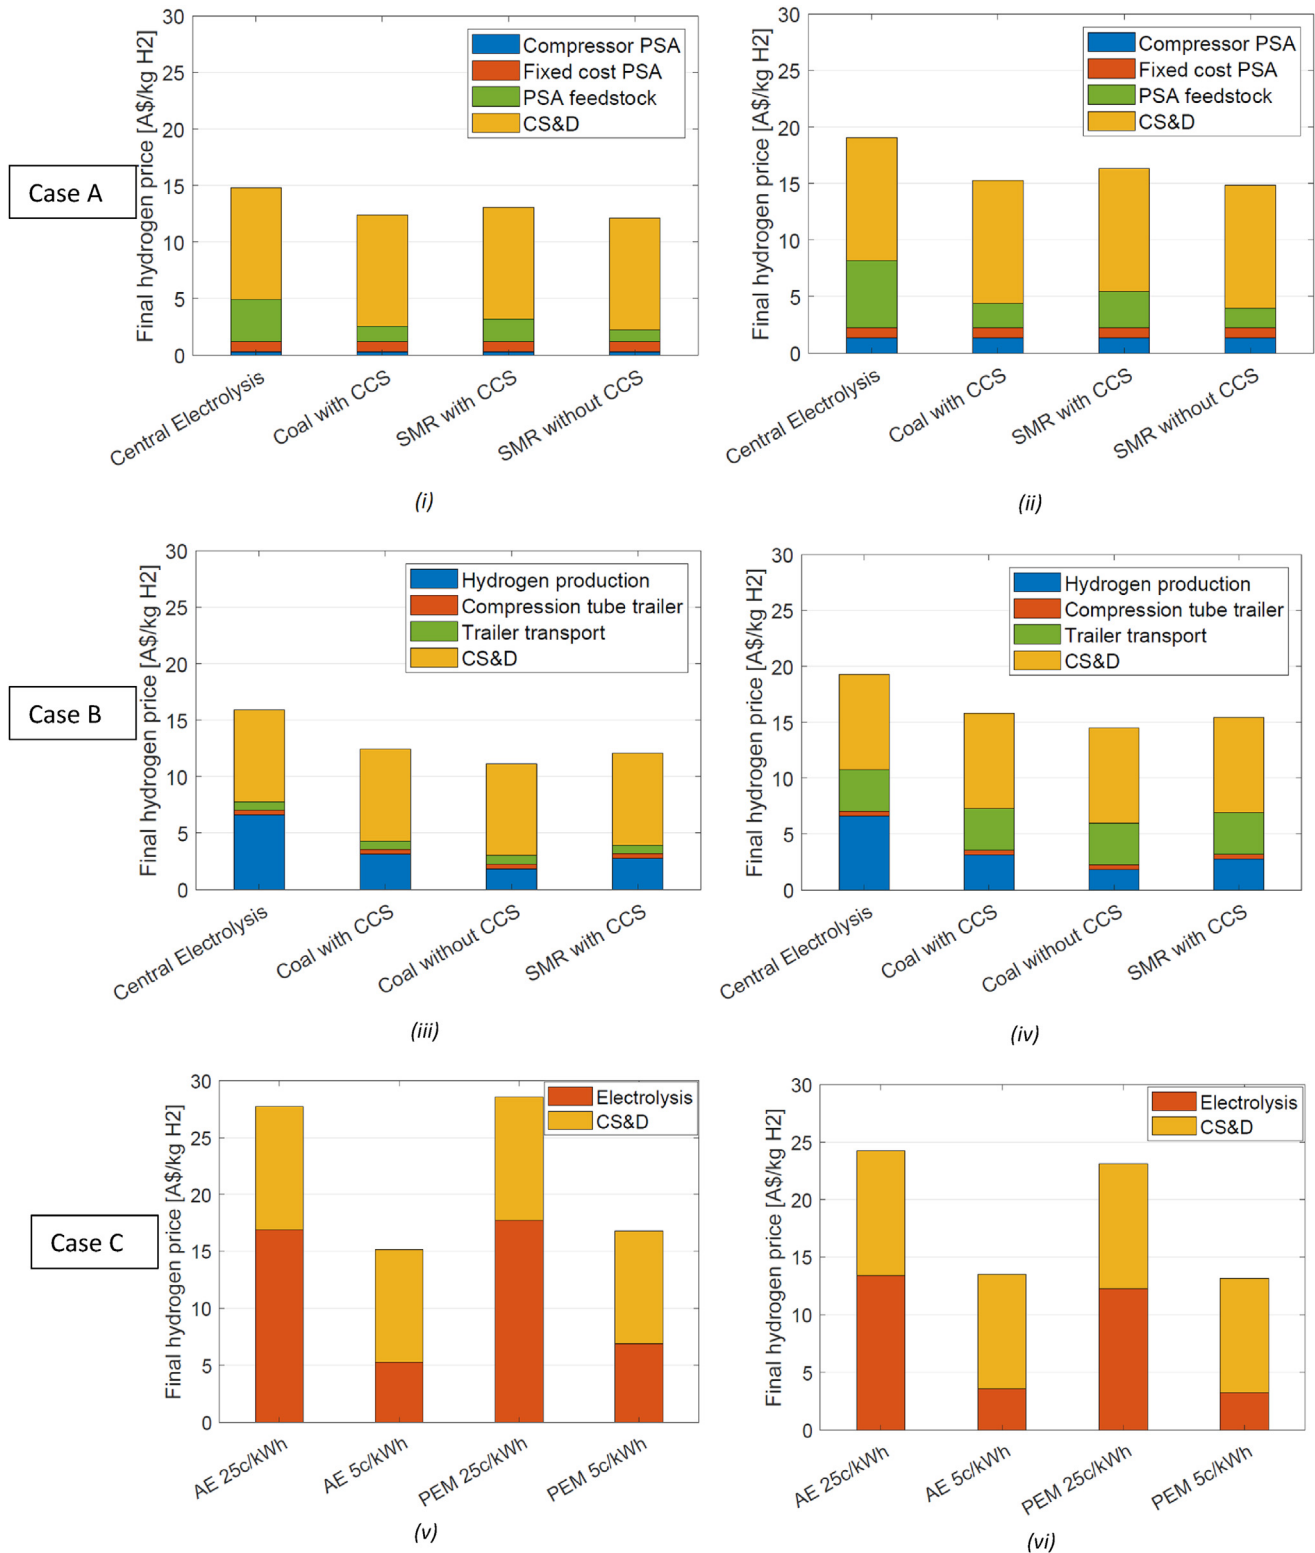 Case A
Final hydrogen price [A$/kg H2]
30
25
20
15
10
5
0
Compressor PSA
Fixed cost PSA
PSA feedstock
CS&D
Central Electrolysis
Coal with CCS
SMR with CCS
SMR without CCS
(i)
Final hydrogen price [A$/kg H2]
30
25
20
15
10
5
0
Compressor PSA
Fixed cost PSA
PSA feedstock
CS&D
Central Electrolysis
Coal with CCS
SMR with CCS
SMR without CCS
(ii)
Case B
Final hydrogen price [A$/kg H2]
30
25
20
15
10
5
0
Hydrogen production
Compression tube trailer
Trailer transport
CS&D
Central Electrolysis
Coal with CCS
Coal without CCS
SMR with CCS
(iii)
Final hydrogen price [A$/kg H2]
30
25
20
15
10
5
0
Hydrogen production
Compression tube trailer
Trailer transport
CS&D
Central Electrolysis
Coal with CCS
Coal without CCS
SMR with CCS
(iv)
Case C
Final hydrogen price [A$/kg H2]
30
25
20
15
10
5
0
Electrolysis
CS&D
AE 25c/kWh
AE 5c/kWh
PEM 25c/kWh
PEM 5c/kWh
(v)
Final hydrogen price [A$/kg H2]
30
25
20
15
10
5
0
Electrolysis
CS&D
AE 25c/kWh
AE 5c/kWh
PEM 25c/kWh
PEM 5c/kWh
(vi)